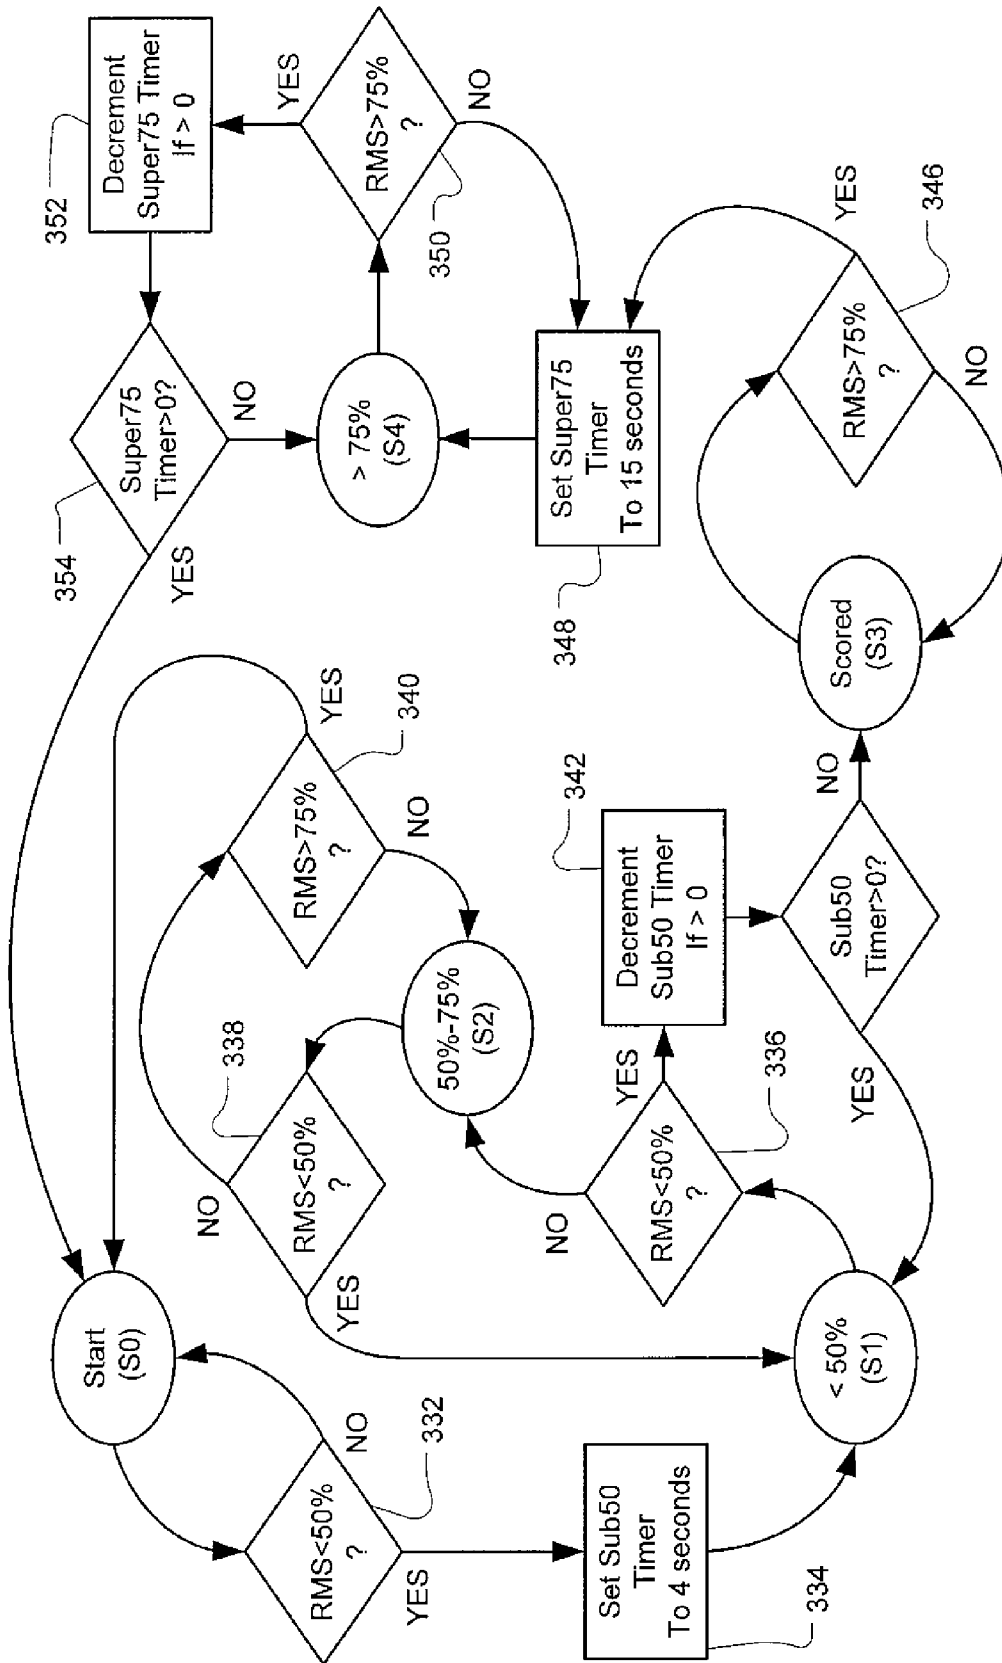 Start
(S0)
RMS<50%
?
332
NO
YES
Set Sub50
Timer
To 4 seconds
334
< 50%
(S1)
RMS<50%
?
336
NO
YES
50%-75%
(S2)
RMS<50%
?
338
NO
YES
RMS>75%
?
340
YES
NO
Decrement
Sub50 Timer
If > 0
342
Sub50
Timer>0?
YES
NO
Scored
(S3)
RMS>75%
?
346
YES
NO
Set Super75
Timer
To 15 seconds
348
> 75%
(S4)
RMS>75%
?
350
YES
NO
Decrement
Super75 Timer
If > 0
352
Super75
Timer>0?
354
YES
NO